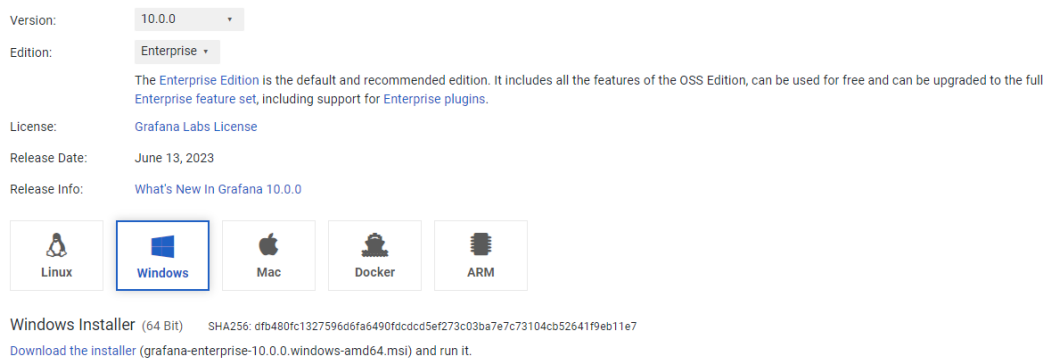 Version: 10.0.0
Edition: Enterprise
The Enterprise Edition is the default and recommended edition. It includes all the features of the OSS Edition, can be used for free and can be upgraded to the full
Enterprise feature set, including support for Enterprise plugins.
License: Grafana Labs License
Release Date: June 13, 2023
Release Info: What's New In Grafana 10.0.0
Linux Windows Mac Docker ARM
Windows Installer (64 Bit) SHA256: dfb480fc1327596d6fa6490fdcdcd5ef273c03ba7e7c73104cb52641f9eb11e7
Download the installer (grafana-enterprise-10.0.0.windows-amd64.msi) and run it.